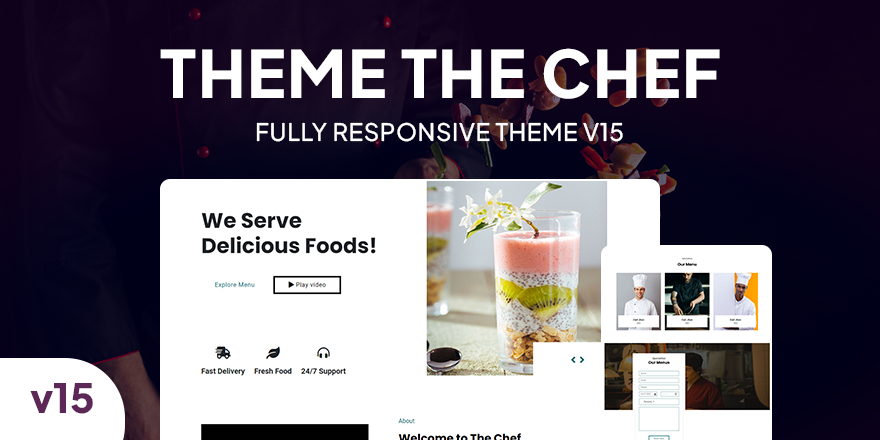 THEME THE CHEF
FULLY RESPONSIVE THEME V15
We Serve
Delicious Foods!
Explore Menu
Play video
Fast Delivery
Fresh Food
24/7 Support
About
Welcome to The Chef
Our Menu
Our Menus
v15